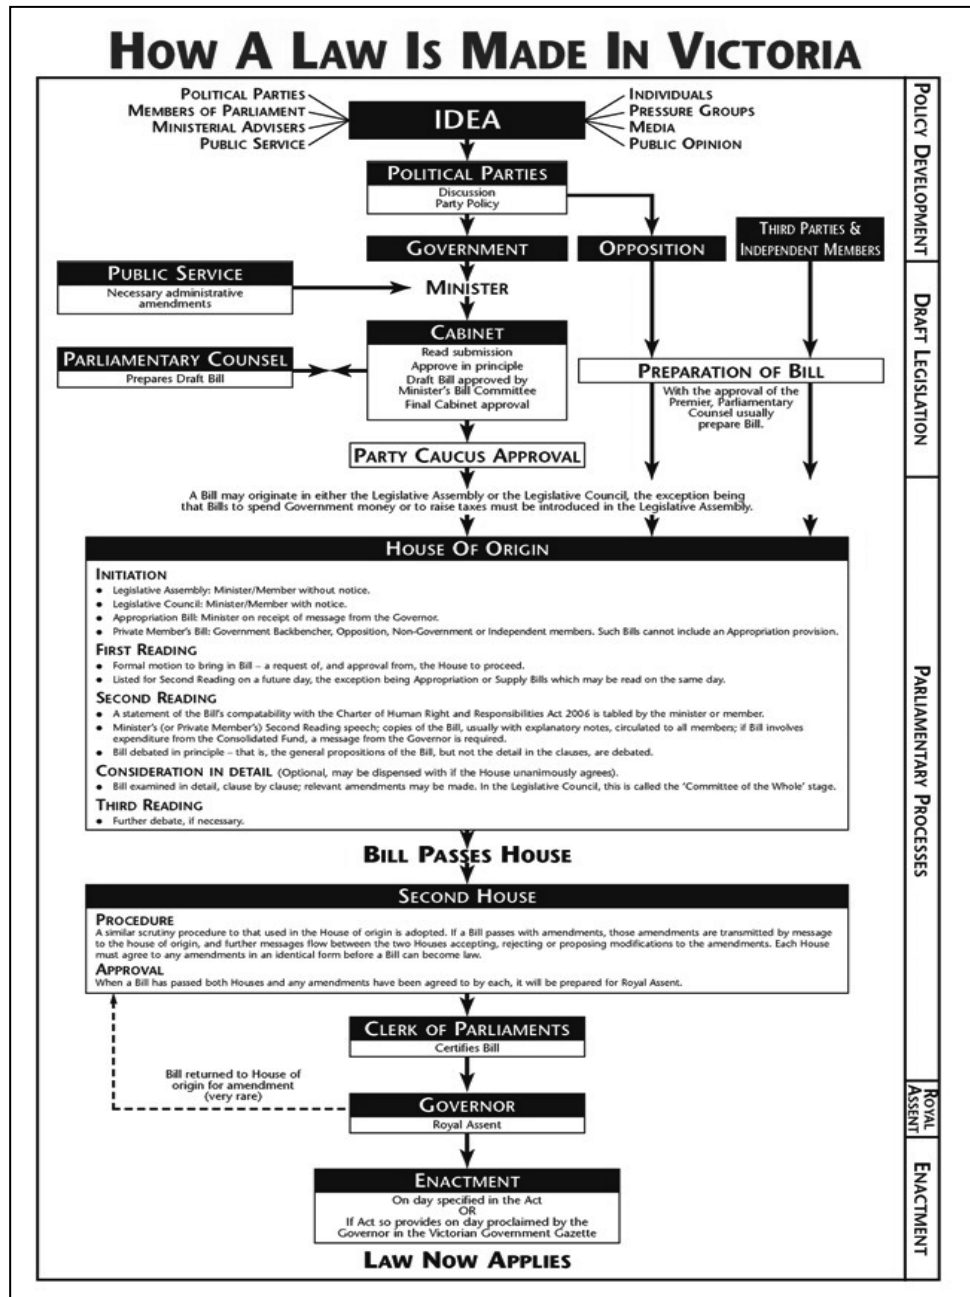 HOW A LAW IS MADE IN VICTORIA
POLITICAL PARTIES
MEMBERS OF PARLIAMENT
MINISTERIAL ADVISERS
PUBLIC SERVICE
IDEA
INDIVIDUALS
PRESSURE GROUPS
MEDIA
PUBLIC OPINION
POLICY DEVELOPMENT
POLITICAL PARTIES
Discussion
Party Policy
GOVERNMENT
OPPOSITION
THIRD PARTIES &
INDEPENDENT MEMBERS
PUBLIC SERVICE
Necessary administrative
amendments
MINISTER
DRAFT LEGISLATION
CABINET
Read submission
Approve in principle
Draft Bill approved by
Minister's Bill Committee
Final Cabinet approval
PARLIAMENTARY COUNSEL
Prepares Draft Bill
PREPARATION OF BILL
With the approval of the
Premier, Parliamentary
Counsel usually
prepare Bill.
PARTY CAUCUS APPROVAL
A Bill may originate in either the Legislative Assembly or the Legislative Council, the exception being
that Bills to spend Government money or to raise taxes must be introduced in the Legislative Assembly.
PARLIAMENTARY PROCESSES
HOUSE OF ORIGIN
INITIATION
• Legislative Assembly: Minister/Member without notice.
• Legislative Council: Minister/Member with notice.
• Appropriation Bill: Minister on receipt of message from the Governor.
• Private Member's Bill: Government Backbencher, Opposition, Non-Government or Independent members. Such Bills cannot include an Appropriation provision.
FIRST READING
• Formal motion to bring in Bill – a request of, and approval from, the House to proceed.
• Listed for Second Reading on a future day, the exception being Appropriation or Supply Bills which may be read on the same day.
SECOND READING
• A statement of the Bill's compatability with the Charter of Human Right and Responsibilities Act 2006 is tabled by the minister or member.
• Minister's (or Private Member's) Second Reading speech; copies of the Bill, usually with explanatory notes, circulated to all members; if Bill involves
expenditure from the Consolidated Fund, a message from the Governor is required.
• Bill debated in principle – that is, the general propositions of the Bill, but not the detail in the clauses, are debated.
CONSIDERATION IN DETAIL (Optional, may be dispensed with if the House unanimously agrees).
• Bill examined in detail, clause by clause; relevant amendments may be made. In the Legislative Council, this is called the 'Committee of the Whole' stage.
THIRD READING
• Further debate, if necessary.
BILL PASSES HOUSE
SECOND HOUSE
PROCEDURE
A similar scrutiny procedure to that used in the House of origin is adopted. If a Bill passes with amendments, those amendments are transmitted by message
to the house of origin, and further messages flow between the two Houses accepting, rejecting or proposing modifications to the amendments. Each House
must agree to any amendments in an identical form before a Bill can become law.
APPROVAL
When a Bill has passed both Houses and any amendments have been agreed to by each, it will be prepared for Royal Assent.
CLERK OF PARLIAMENTS
Certifies Bill
Bill returned to House of
origin for amendment
(very rare)
GOVERNOR
Royal Assent
ROYAL
ASSENT
ENACTMENT
On day specified in the Act
OR
If Act so provides on day proclaimed by the
Governor in the Victorian Government Gazette
ENACTMENT
LAW NOW APPLIES